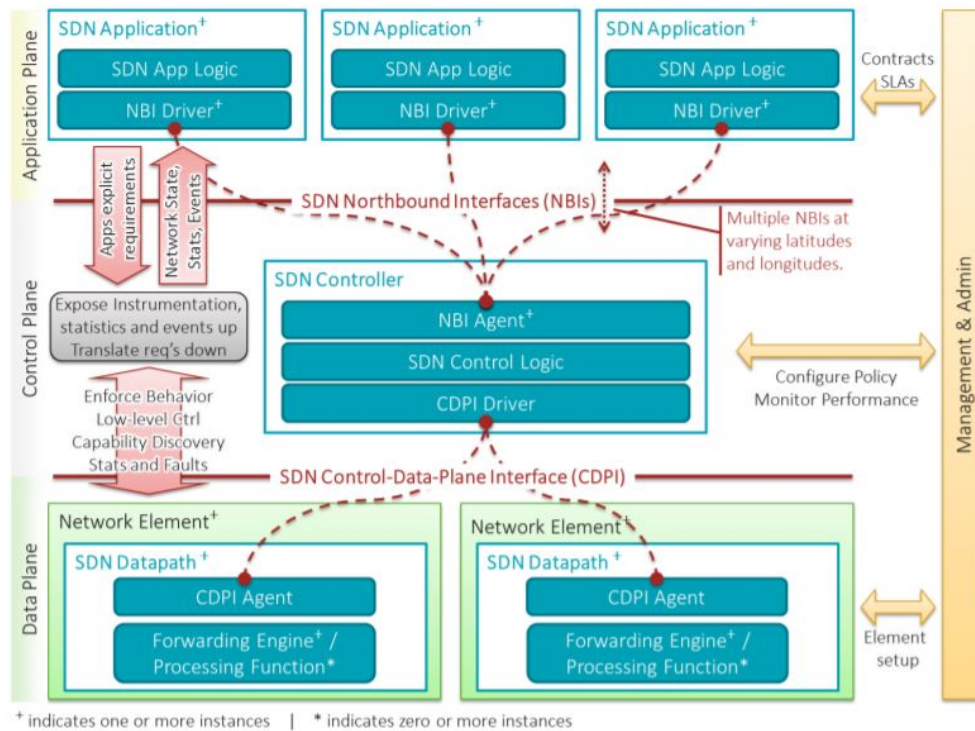 Application Plane
SDN Application+
SDN App Logic
NBI Driver+
SDN Application+
SDN App Logic
NBI Driver+
SDN Application+
SDN App Logic
NBI Driver+
Contracts
SLAs
Apps explicit
requirements
Network State,
Stats, Events
SDN Northbound Interfaces (NBIs)
Multiple NBIs at
varying latitudes
and longitudes.
Control Plane
Expose Instrumentation,
statistics and events up
Translate req's down
SDN Controller
NBI Agent+
SDN Control Logic
CDPI Driver
Configure Policy
Monitor Performance
Management & Admin
Enforce Behavior
Low-level Ctrl
Capability Discovery
Stats and Faults
SDN Control-Data-Plane Interface (CDPI)
Data Plane
Network Element+
SDN Datapath+
CDPI Agent
Forwarding Engine+ /
Processing Function*
Network Element+
SDN Datapath+
CDPI Agent
Forwarding Engine+ /
Processing Function*
Element
setup
+ indicates one or more instances | * indicates zero or more instances